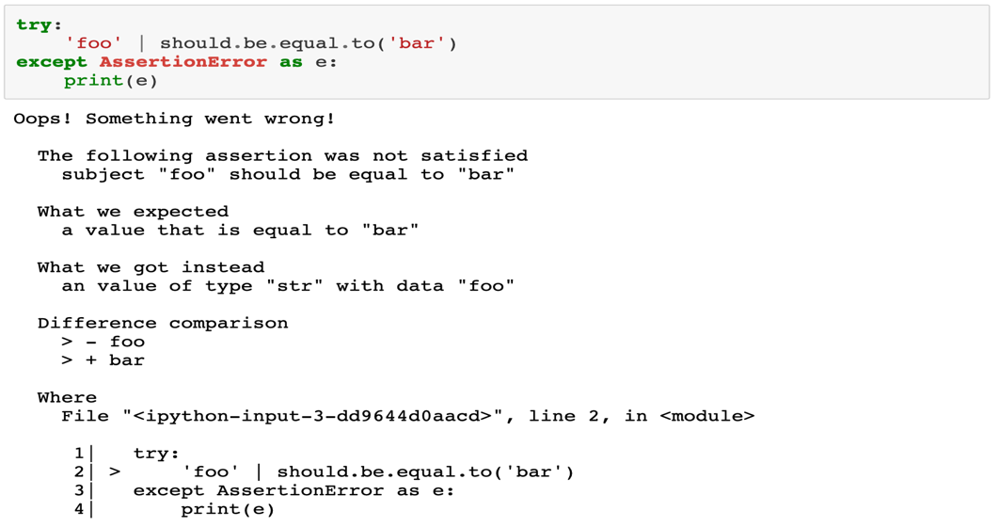 try:
    'foo' | should.be.equal.to('bar')
except AssertionError as e:
    print(e)
Oops! Something went wrong!
  The following assertion was not satisfied
    subject "foo" should be equal to "bar"
  What we expected
    a value that is equal to "bar"
  What we got instead
    an value of type "str" with data "foo"
  Difference comparison
    > - foo
    > + bar
  Where
    File "<ipython-input-3-dd9644d0aacd>", line 2, in <module>
     1|   try:
     2| >     'foo' | should.be.equal.to('bar')
     3|   except AssertionError as e:
     4|       print(e)